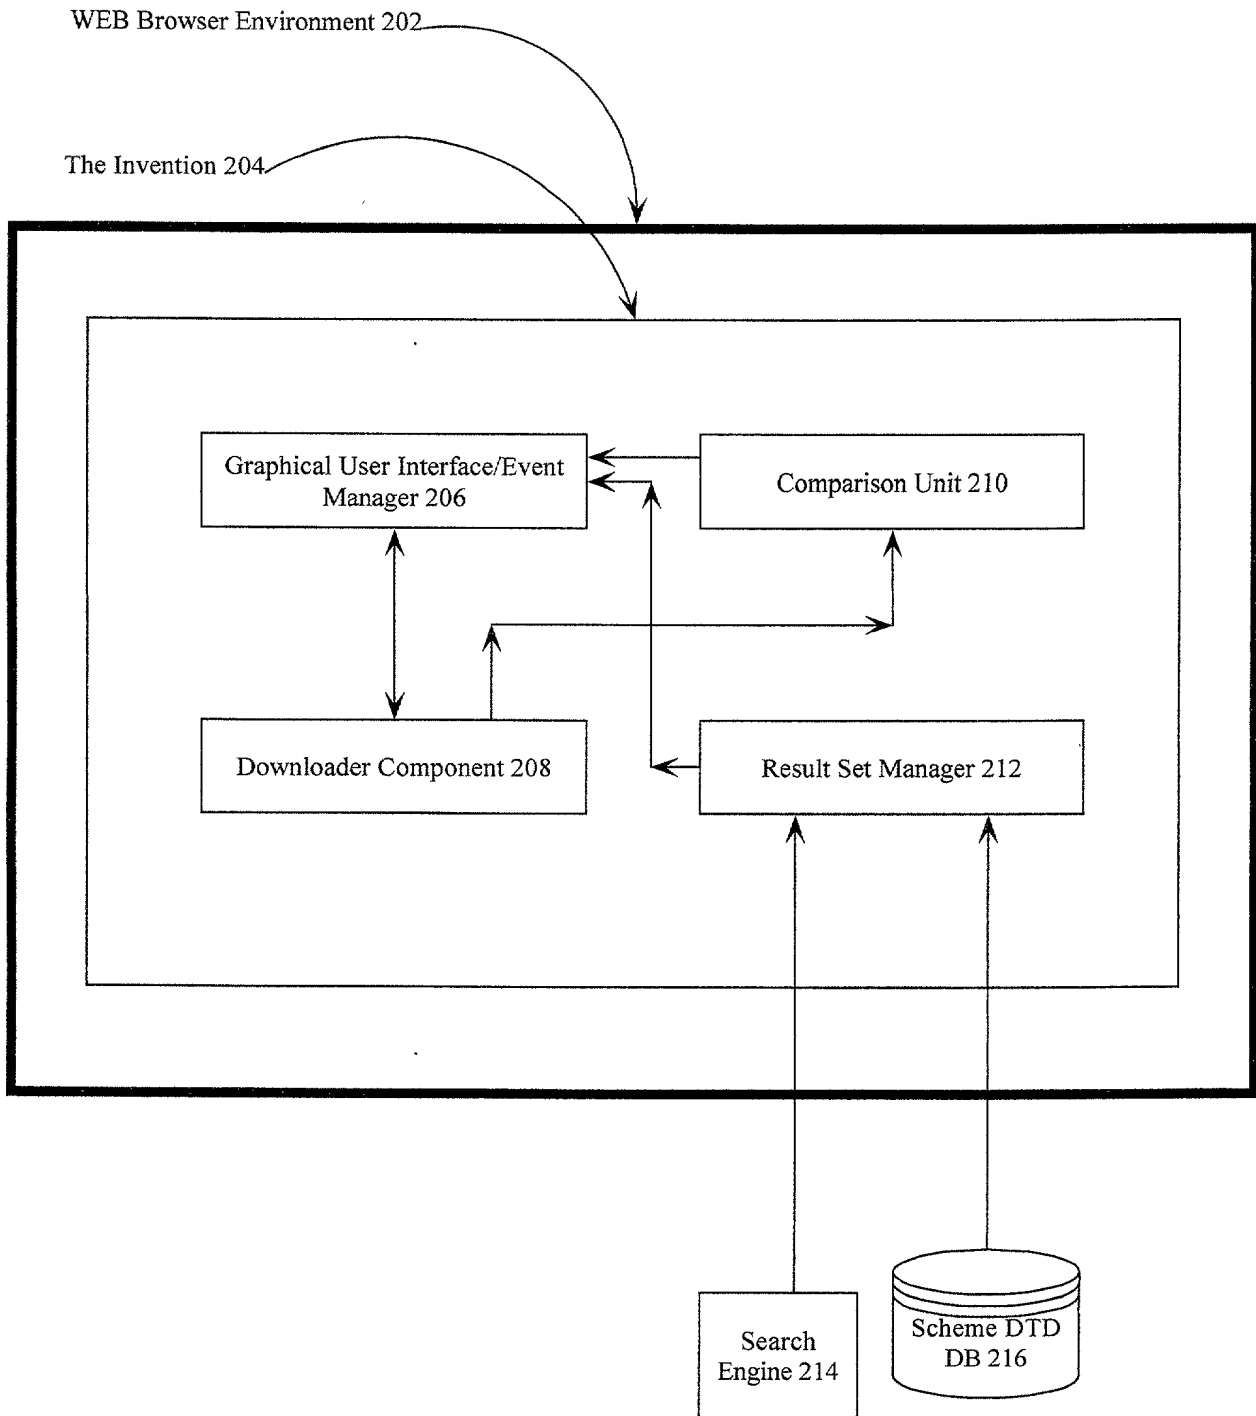 WEB Browser Environment 202
The Invention 204
Graphical User Interface/Event
Manager 206
Comparison Unit 210
Downloader Component 208
Result Set Manager 212
Search
Engine 214
Scheme DTD
DB 216